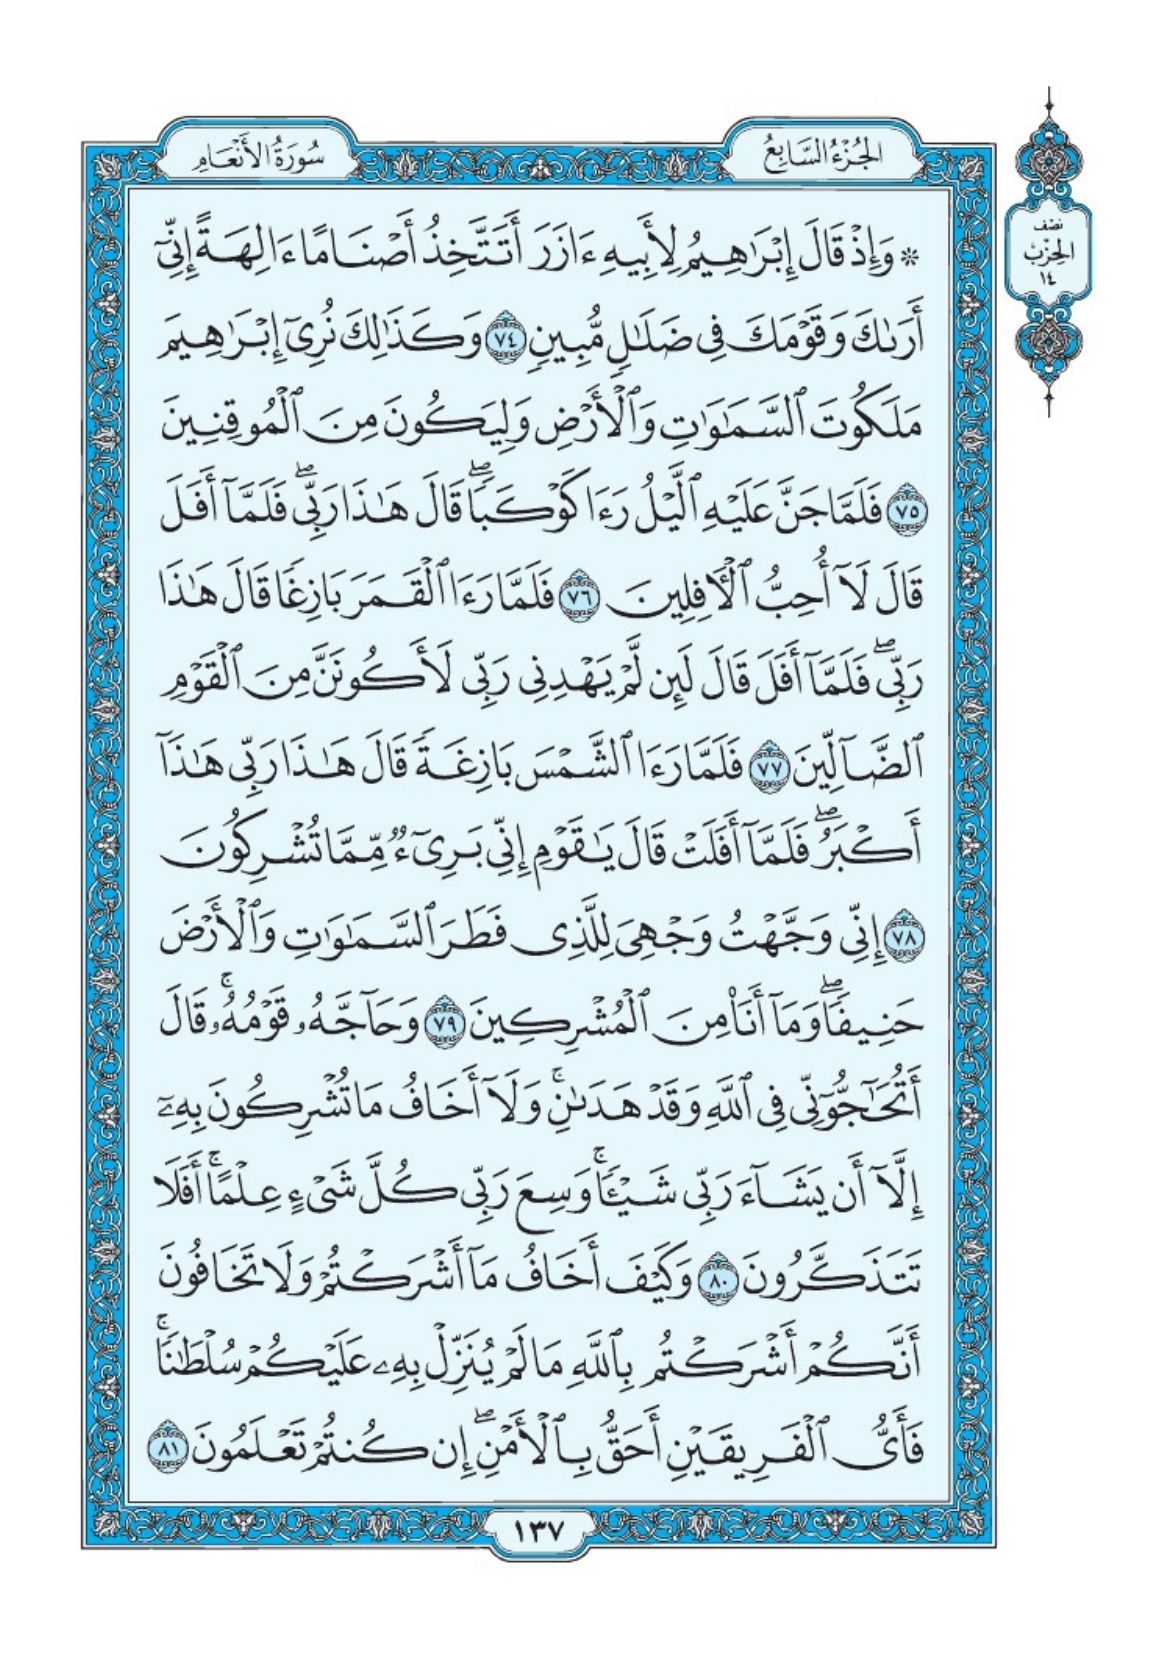 الجُزْءُ السَّابِعُ
سُورَةُ الأَنْعَام
نصف
الحزب
١٤
۞ وَإِذْ قَالَ إِبْرَٰهِيمُ لِأَبِيهِ ءَازَرَ أَتَتَّخِذُ أَصْنَامًا ءَالِهَةً إِنِّىٓ
أَرَىٰكَ وَقَوْمَكَ فِى ضَلَٰلٍ مُّبِينٍ ٧٤ وَكَذَٰلِكَ نُرِىٓ إِبْرَٰهِيمَ
مَلَكُوتَ ٱلسَّمَٰوَٰتِ وَٱلْأَرْضِ وَلِيَكُونَ مِنَ ٱلْمُوقِنِينَ
٧٥ فَلَمَّا جَنَّ عَلَيْهِ ٱلَّيْلُ رَءَا كَوْكَبًاۖ قَالَ هَٰذَا رَبِّىۖ فَلَمَّآ أَفَلَ
قَالَ لَآ أُحِبُّ ٱلْءَافِلِينَ ٧٦ فَلَمَّا رَءَا ٱلْقَمَرَ بَازِغًا قَالَ هَٰذَا
رَبِّىۖ فَلَمَّآ أَفَلَ قَالَ لَئِن لَّمْ يَهْدِنِى رَبِّى لَأَكُونَنَّ مِنَ ٱلْقَوْمِ
ٱلضَّآلِّينَ ٧٧ فَلَمَّا رَءَا ٱلشَّمْسَ بَازِغَةً قَالَ هَٰذَا رَبِّى هَٰذَآ
أَكْبَرُۖ فَلَمَّآ أَفَلَتْ قَالَ يَٰقَوْمِ إِنِّى بَرِىٓءٌ مِّمَّا تُشْرِكُونَ
٧٨ إِنِّى وَجَّهْتُ وَجْهِىَ لِلَّذِى فَطَرَ ٱلسَّمَٰوَٰتِ وَٱلْأَرْضَ
حَنِيفًاۖ وَمَآ أَنَا۠ مِنَ ٱلْمُشْرِكِينَ ٧٩ وَحَآجَّهُۥ قَوْمُهُۥۚ قَالَ
أَتُحَٰٓجُّوٓنِّى فِى ٱللَّهِ وَقَدْ هَدَىٰنِۚ وَلَآ أَخَافُ مَا تُشْرِكُونَ بِهِۦٓ
إِلَّآ أَن يَشَآءَ رَبِّى شَيْـًٔاۚ وَسِعَ رَبِّى كُلَّ شَىْءٍ عِلْمًاۚ أَفَلَا
تَتَذَكَّرُونَ ٨٠ وَكَيْفَ أَخَافُ مَآ أَشْرَكْتُمْ وَلَا تَخَافُونَ
أَنَّكُمْ أَشْرَكْتُم بِٱللَّهِ مَا لَمْ يُنَزِّلْ بِهِۦ عَلَيْكُمْ سُلْطَٰنًاۚ
فَأَىُّ ٱلْفَرِيقَيْنِ أَحَقُّ بِٱلْأَمْنِۖ إِن كُنتُمْ تَعْلَمُونَ ٨١
١٣٧